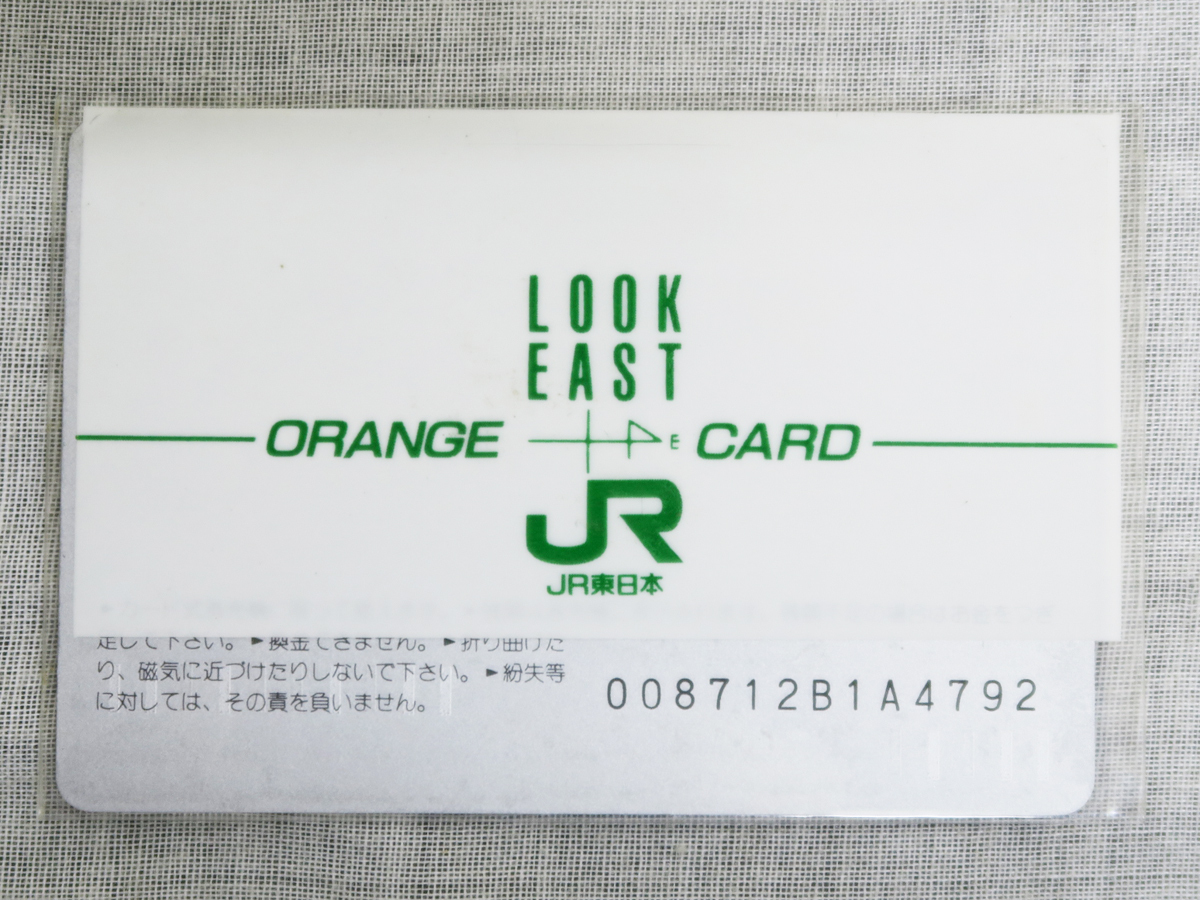 LOOK
EAST
ORANGE E CARD
JR
JR東日本
定して下さい。►換金できません。►折り曲げた
り、磁気に近づけたりしないで下さい。►紛失等
に対しては、その責を負いません。
008712B1A4792